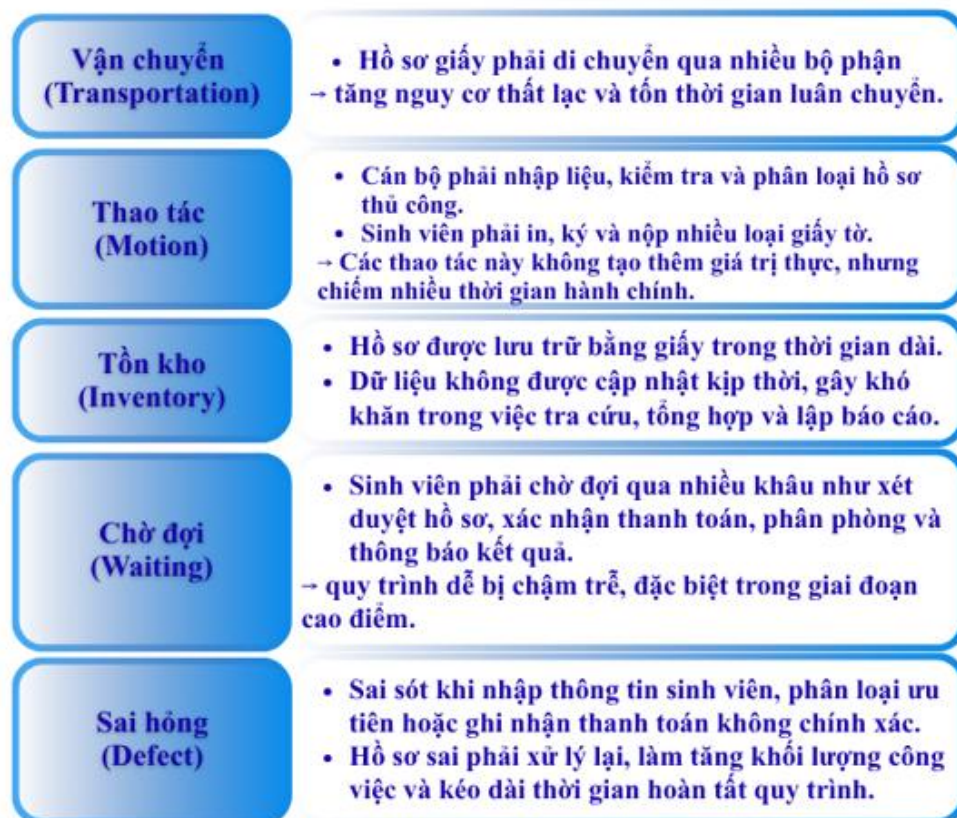 Vận chuyển
(Transportation)
• Hồ sơ giấy phải di chuyển qua nhiều bộ phận
→ tăng nguy cơ thất lạc và tốn thời gian luân chuyển.
Thao tác
(Motion)
• Cán bộ phải nhập liệu, kiểm tra và phân loại hồ sơ
thủ công.
• Sinh viên phải in, ký và nộp nhiều loại giấy tờ.
→ Các thao tác này không tạo thêm giá trị thực, nhưng
chiếm nhiều thời gian hành chính.
Tồn kho
(Inventory)
• Hồ sơ được lưu trữ bằng giấy trong thời gian dài.
• Dữ liệu không được cập nhật kịp thời, gây khó
khăn trong việc tra cứu, tổng hợp và lập báo cáo.
Chờ đợi
(Waiting)
• Sinh viên phải chờ đợi qua nhiều khâu như xét
duyệt hồ sơ, xác nhận thanh toán, phân phòng và
thông báo kết quả.
→ quy trình dễ bị chậm trễ, đặc biệt trong giai đoạn
cao điểm.
Sai hỏng
(Defect)
• Sai sót khi nhập thông tin sinh viên, phân loại ưu
tiên hoặc ghi nhận thanh toán không chính xác.
• Hồ sơ sai phải xử lý lại, làm tăng khối lượng công
việc và kéo dài thời gian hoàn tất quy trình.